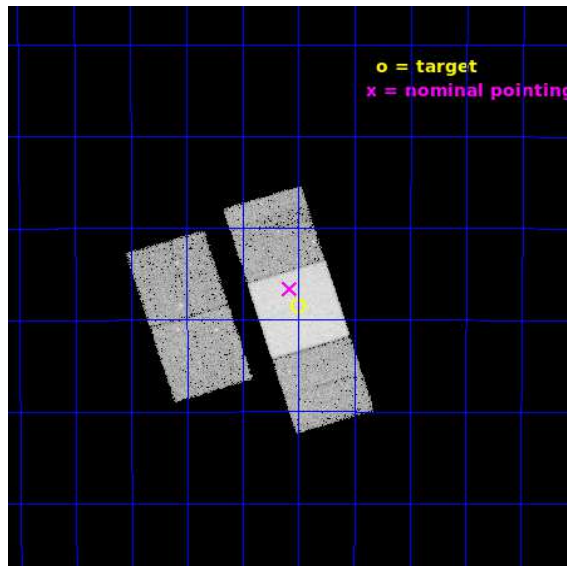 o = target
x = nominal pointing